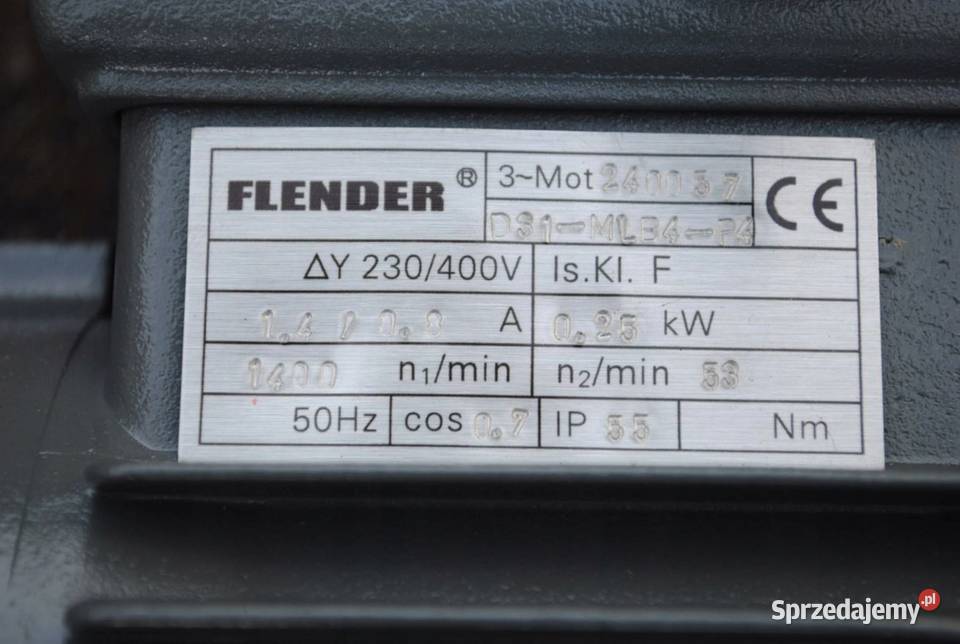 FLENDER ® 3~Mot 240037 CE
DS1-MLB4-P4
ΔY 230/400V Is.Kl. F
1,4 / 0,8 A 0,25 kW
1400 n1/min n2/min 53
50Hz cos 0,7 IP 55 Nm
Sprzedajemy.pl